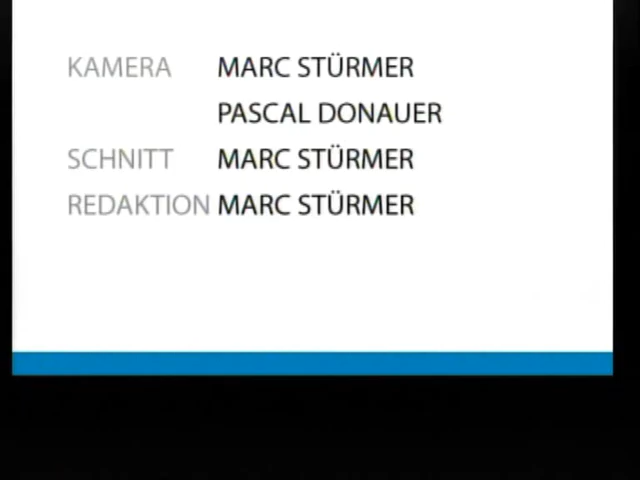 KAMERA MARC STÜRMER
PASCAL DONAUER
SCHNITT MARC STÜRMER
REDAKTION MARC STÜRMER